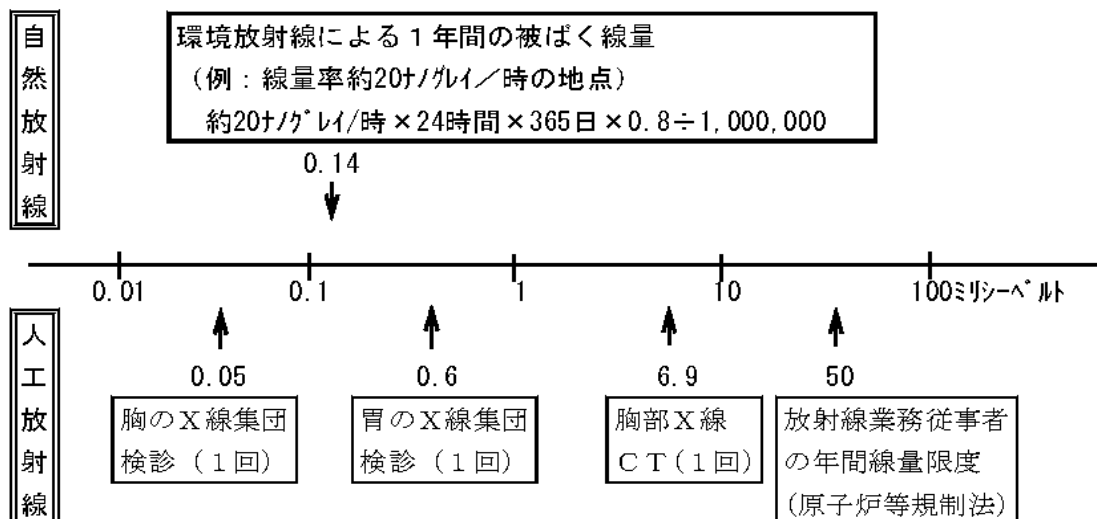 自然放射線
環境放射線による１年間の被ばく線量
（例：線量率約20ﾅﾉｸﾞﾚｲ／時の地点）
約20ﾅﾉｸﾞﾚｲ/時×24時間×365日×0.8÷1,000,000
0.14
0.01 0.1 1 10 100ﾐﾘｼｰﾍﾞﾙﾄ
人工放射線
0.05 0.6 6.9 50
胸のＸ線集団
検診（１回）
胃のＸ線集団
検診（１回）
胸部Ｘ線
ＣＴ(１回)
放射線業務従事者
の年間線量限度
(原子炉等規制法)